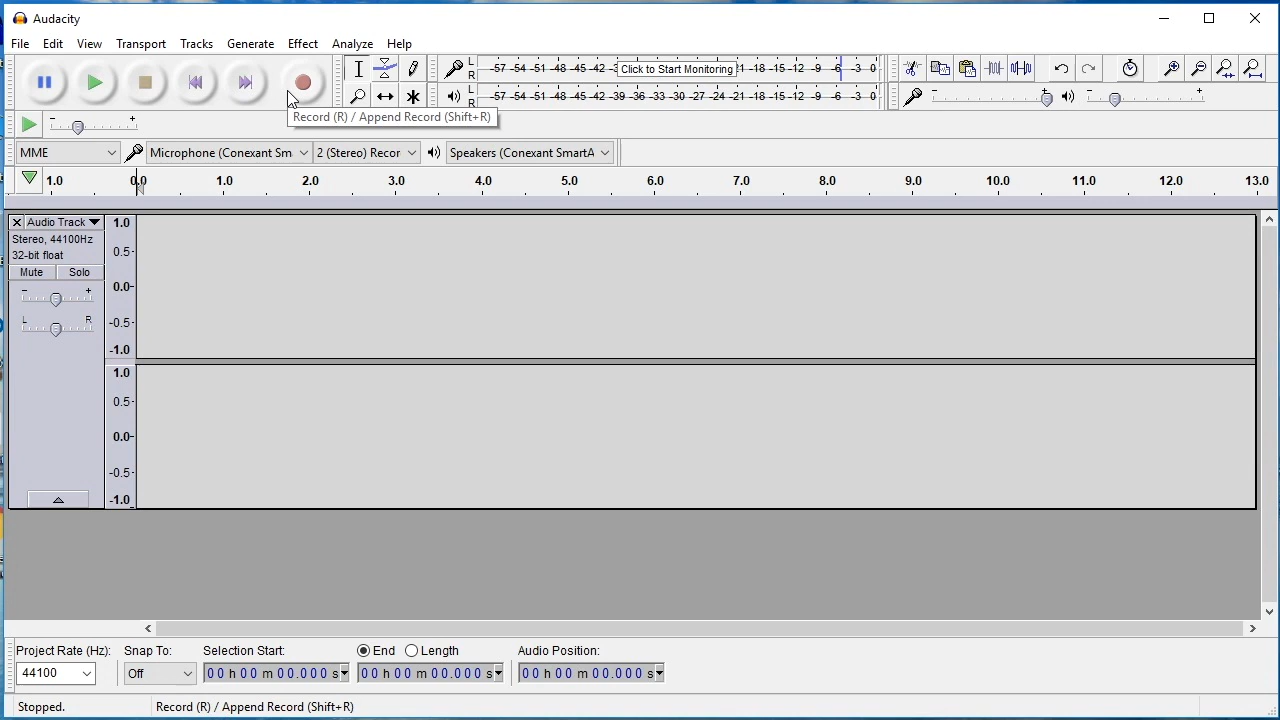 Audacity
File Edit View Transport Tracks Generate Effect Analyze Help
L
R
-57 -54 -51 -48 -45 -42 -3 Click to Start Monitoring 21 -18 -15 -12 -9 -6 -3 0
L
R
-57 -54 -51 -48 -45 -42 -39 -36 -33 -30 -27 -24 -21 -18 -15 -12 -9 -6 -3 0
Record (R) / Append Record (Shift+R)
MME Microphone (Conexant Sm 2 (Stereo) Recor Speakers (Conexant SmartA
1.0 0.0 1.0 2.0 3.0 4.0 5.0 6.0 7.0 8.0 9.0 10.0 11.0 12.0 13.0
Audio Track
Stereo, 44100Hz
32-bit float
Mute Solo
- +
L R
1.0
0.5-
0.0-
-0.5-
-1.0
1.0
0.5-
0.0-
-0.5-
-1.0
Project Rate (Hz): Snap To: Selection Start: End Length Audio Position:
44100 Off 00 h 00 m 00.000 s 00 h 00 m 00.000 s 00 h 00 m 00.000 s
Stopped. Record (R) / Append Record (Shift+R)